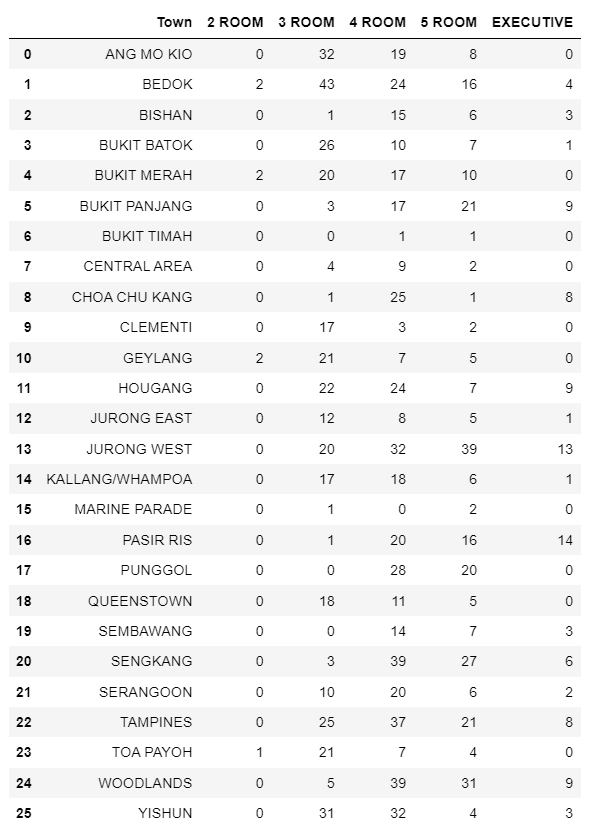 Town 2 ROOM 3 ROOM 4 ROOM 5 ROOM EXECUTIVE
0 ANG MO KIO 0 32 19 8 0
1 BEDOK 2 43 24 16 4
2 BISHAN 0 1 15 6 3
3 BUKIT BATOK 0 26 10 7 1
4 BUKIT MERAH 2 20 17 10 0
5 BUKIT PANJANG 0 3 17 21 9
6 BUKIT TIMAH 0 0 1 1 0
7 CENTRAL AREA 0 4 9 2 0
8 CHOA CHU KANG 0 1 25 1 8
9 CLEMENTI 0 17 3 2 0
10 GEYLANG 2 21 7 5 0
11 HOUGANG 0 22 24 7 9
12 JURONG EAST 0 12 8 5 1
13 JURONG WEST 0 20 32 39 13
14 KALLANG/WHAMPOA 0 17 18 6 1
15 MARINE PARADE 0 1 0 2 0
16 PASIR RIS 0 1 20 16 14
17 PUNGGOL 0 0 28 20 0
18 QUEENSTOWN 0 18 11 5 0
19 SEMBAWANG 0 0 14 7 3
20 SENGKANG 0 3 39 27 6
21 SERANGOON 0 10 20 6 2
22 TAMPINES 0 25 37 21 8
23 TOA PAYOH 1 21 7 4 0
24 WOODLANDS 0 5 39 31 9
25 YISHUN 0 31 32 4 3